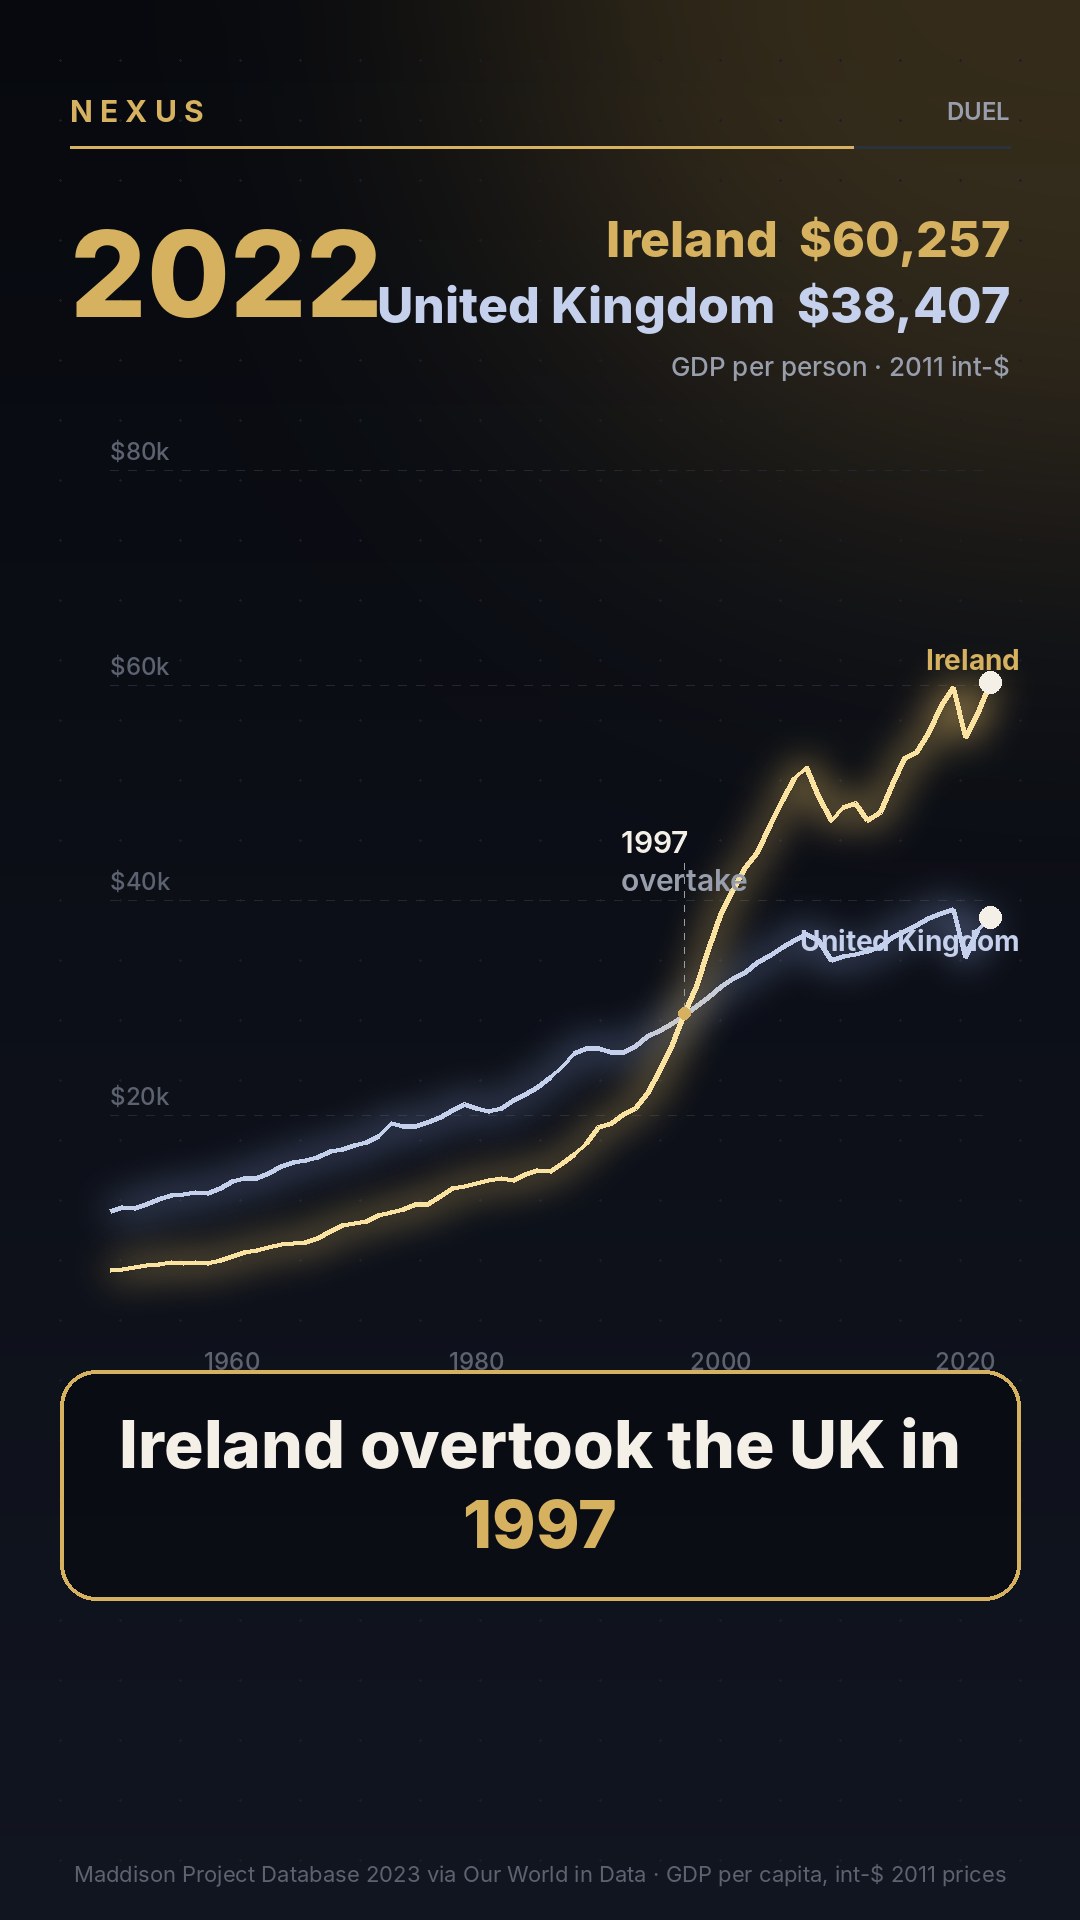 NEXUS
DUEL
2022
Ireland $60,257
United Kingdom $38,407
GDP per person · 2011 int-$
$80k
$60k
Ireland
1997
overtake
$40k
United Kingdom
$20k
1960 1980 2000 2020
Ireland overtook the UK in
1997
Maddison Project Database 2023 via Our World in Data · GDP per capita, int-$ 2011 prices